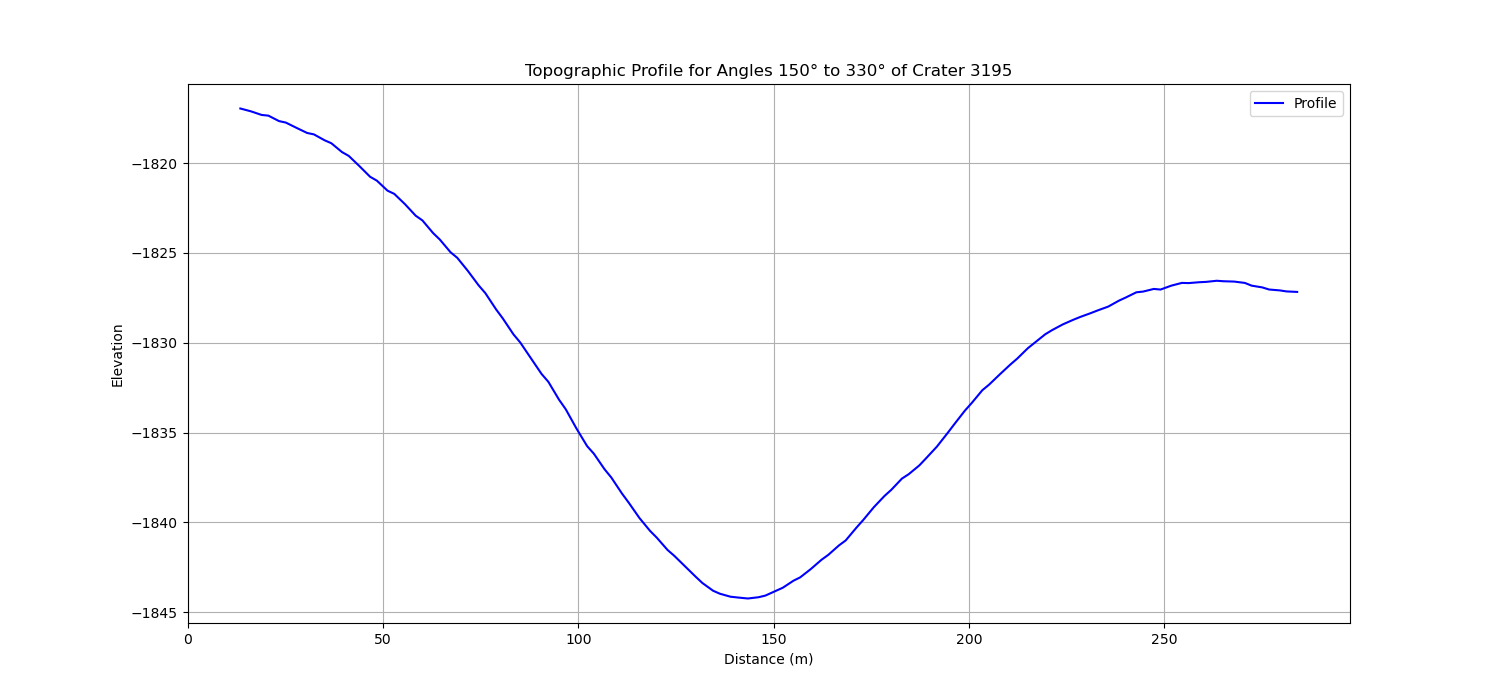 Topographic Profile for Angles 150° to 330° of Crater 3195
Profile
−1820
−1825
−1830
−1835
−1840
−1845
Elevation
0 50 100 150 200 250
Distance (m)